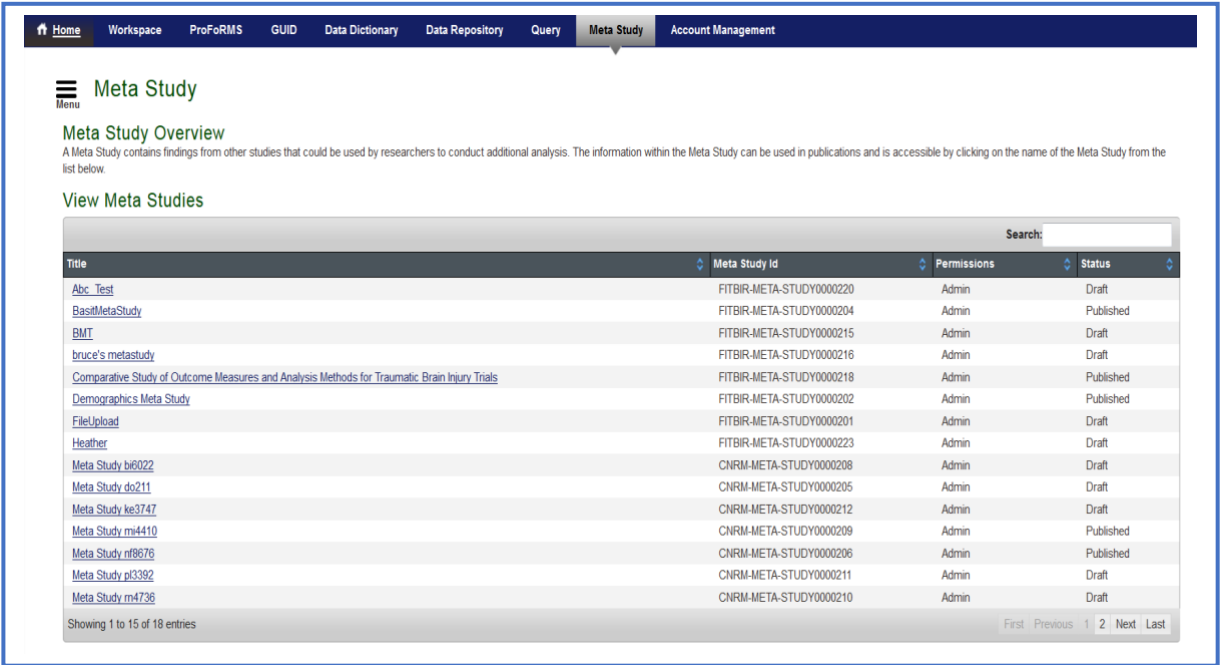 Home Workspace ProFoRMS GUID Data Dictionary Data Repository Query Meta Study Account Management
Menu Meta Study
Meta Study Overview
A Meta Study contains findings from other studies that could be used by researchers to conduct additional analysis. The information within the Meta Study can be used in publications and is accessible by clicking on the name of the Meta Study from the
list below.
View Meta Studies
Search:
Title Meta Study Id Permissions Status
Abc_Test FITBIR-META-STUDY0000220 Admin Draft
BasitMetaStudy FITBIR-META-STUDY0000204 Admin Published
BMT FITBIR-META-STUDY0000215 Admin Draft
bruce's metastudy FITBIR-META-STUDY0000216 Admin Draft
Comparative Study of Outcome Measures and Analysis Methods for Traumatic Brain Injury Trials FITBIR-META-STUDY0000218 Admin Published
Demographics Meta Study FITBIR-META-STUDY0000202 Admin Published
FileUpload FITBIR-META-STUDY0000201 Admin Draft
Heather FITBIR-META-STUDY0000223 Admin Draft
Meta Study bi6022 CNRM-META-STUDY0000208 Admin Draft
Meta Study do211 CNRM-META-STUDY0000205 Admin Draft
Meta Study ke3747 CNRM-META-STUDY0000212 Admin Draft
Meta Study mi4410 CNRM-META-STUDY0000209 Admin Published
Meta Study nf8676 CNRM-META-STUDY0000206 Admin Published
Meta Study pl3392 CNRM-META-STUDY0000211 Admin Draft
Meta Study rn4736 CNRM-META-STUDY0000210 Admin Draft
Showing 1 to 15 of 18 entries First Previous 1 2 Next Last